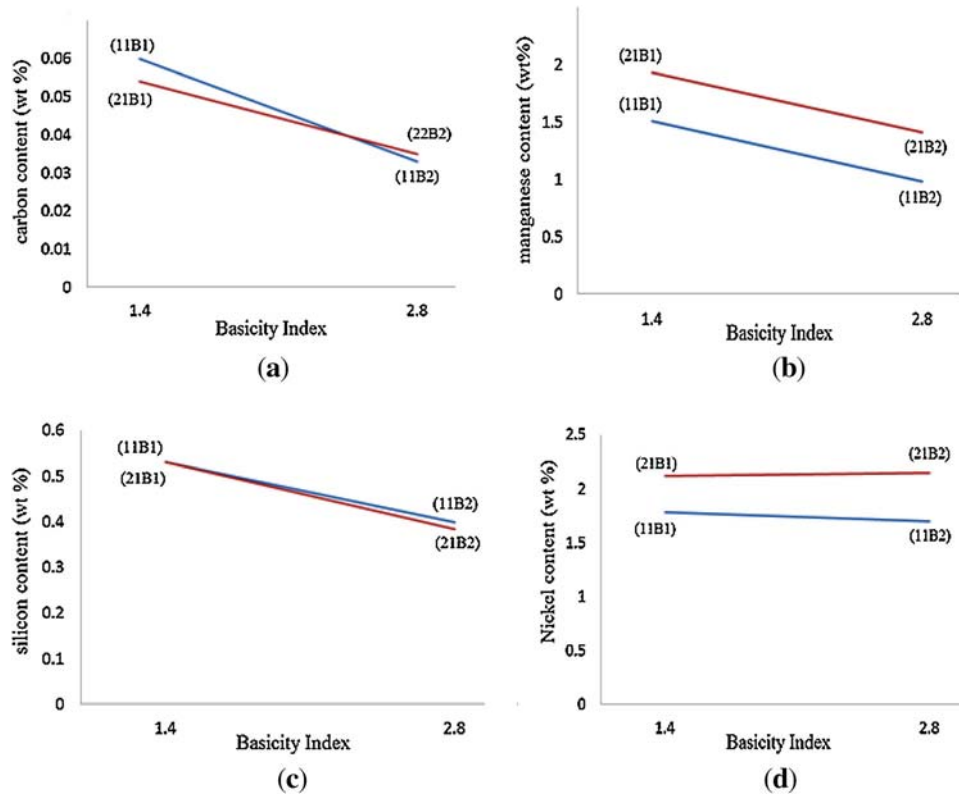 carbon content (wt %)
0.06
0.05
0.04
0.03
0.02
0.01
0
(11B1)
(21B1)
(22B2)
(11B2)
1.4
2.8
Basicity Index
(a)
manganese content (wt%)
2
1.5
1
0.5
0
(21B1)
(11B1)
(21B2)
(11B2)
1.4
2.8
Basicity Index
(b)
silicon content (wt %)
0.6
0.5
0.4
0.3
0.2
0.1
0
(11B1)
(21B1)
(11B2)
(21B2)
1.4
2.8
Basicity Index
(c)
Nickel content (wt %)
2.5
2
1.5
1
0.5
0
(21B1)
(11B1)
(21B2)
(11B2)
1.4
2.8
Basicity Index
(d)